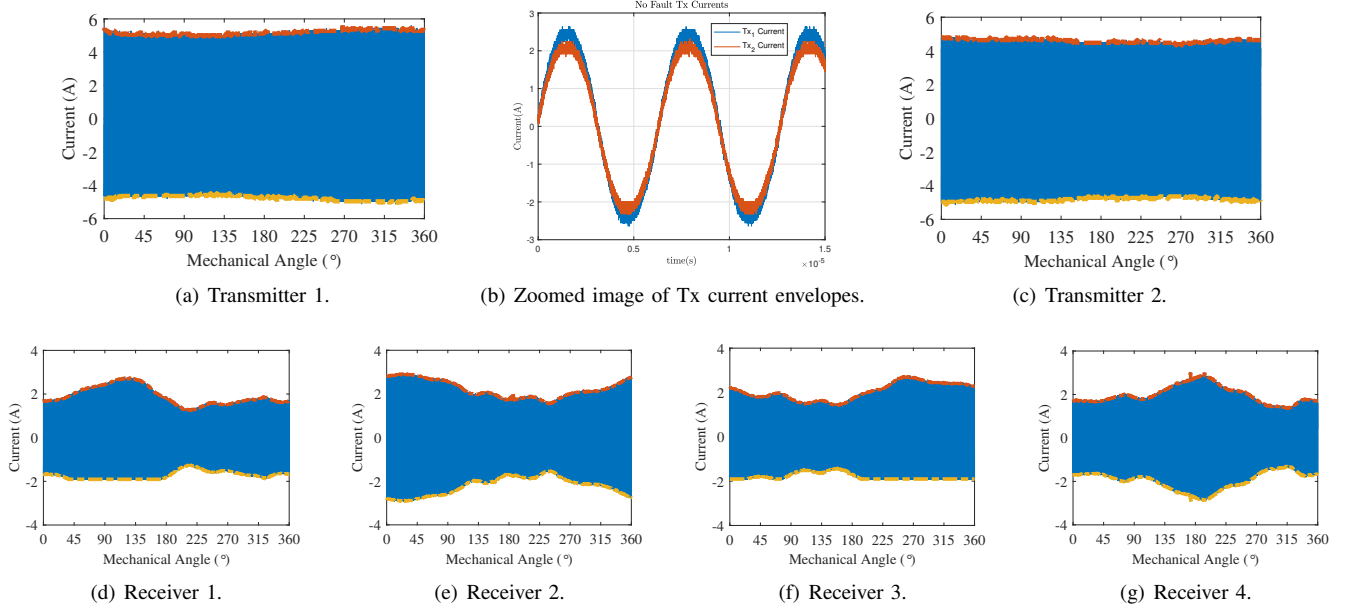 6
4
2
0
-2
-4
-6
0 45 90 135 180 225 270 315 360
Current (A)
Mechanical Angle (°)
(a) Transmitter 1.
No Fault Tx Currents
Tx1 Current
Tx2 Current
3
2
1
0
-1
-2
-3
0 0.5 1 1.5
Current(A)
time(s)
×10-5
(b) Zoomed image of Tx current envelopes.
6
4
2
0
-2
-4
-6
0 45 90 135 180 225 270 315 360
Current (A)
Mechanical Angle (°)
(c) Transmitter 2.
4
2
0
-2
-4
0 45 90 135 180 225 270 315 360
Current (A)
Mechanical Angle (°)
(d) Receiver 1.
4
2
0
-2
-4
0 45 90 135 180 225 270 315 360
Current (A)
Mechanical Angle (°)
(e) Receiver 2.
4
2
0
-2
-4
0 45 90 135 180 225 270 315 360
Current (A)
Mechanical Angle (°)
(f) Receiver 3.
4
2
0
-2
-4
0 45 90 135 180 225 270 315 360
Current (A)
Mechanical Angle (°)
(g) Receiver 4.